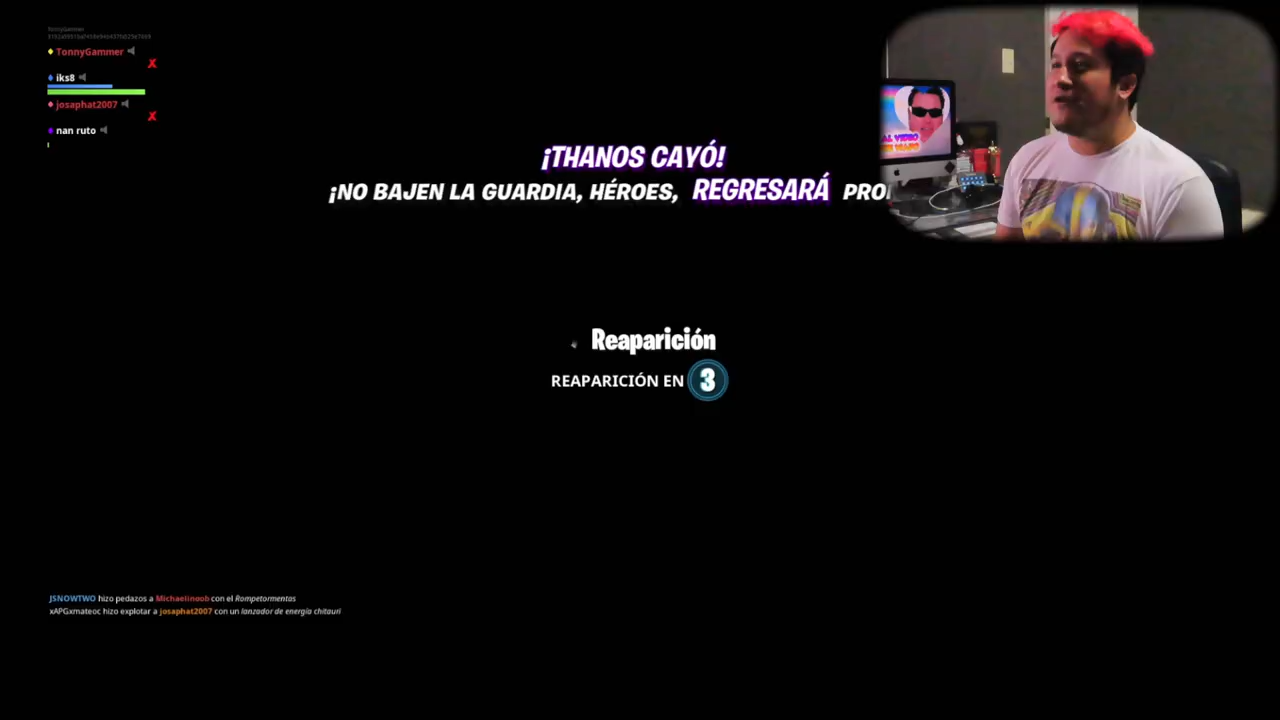 TonnyGammer
TonnyGammer
X
iks8
josaphat2007
X
nan ruto
¡THANOS CAYÓ!
¡NO BAJEN LA GUARDIA, HÉROES, REGRESARÁ
Reaparición
REAPARICIÓN EN 3
JSNOWTWO hizo pedazos a Michaelinoob con el Rompetormentas
xAPGxmateoc hizo explotar a josaphat2007 con un lanzador de energía chitauri